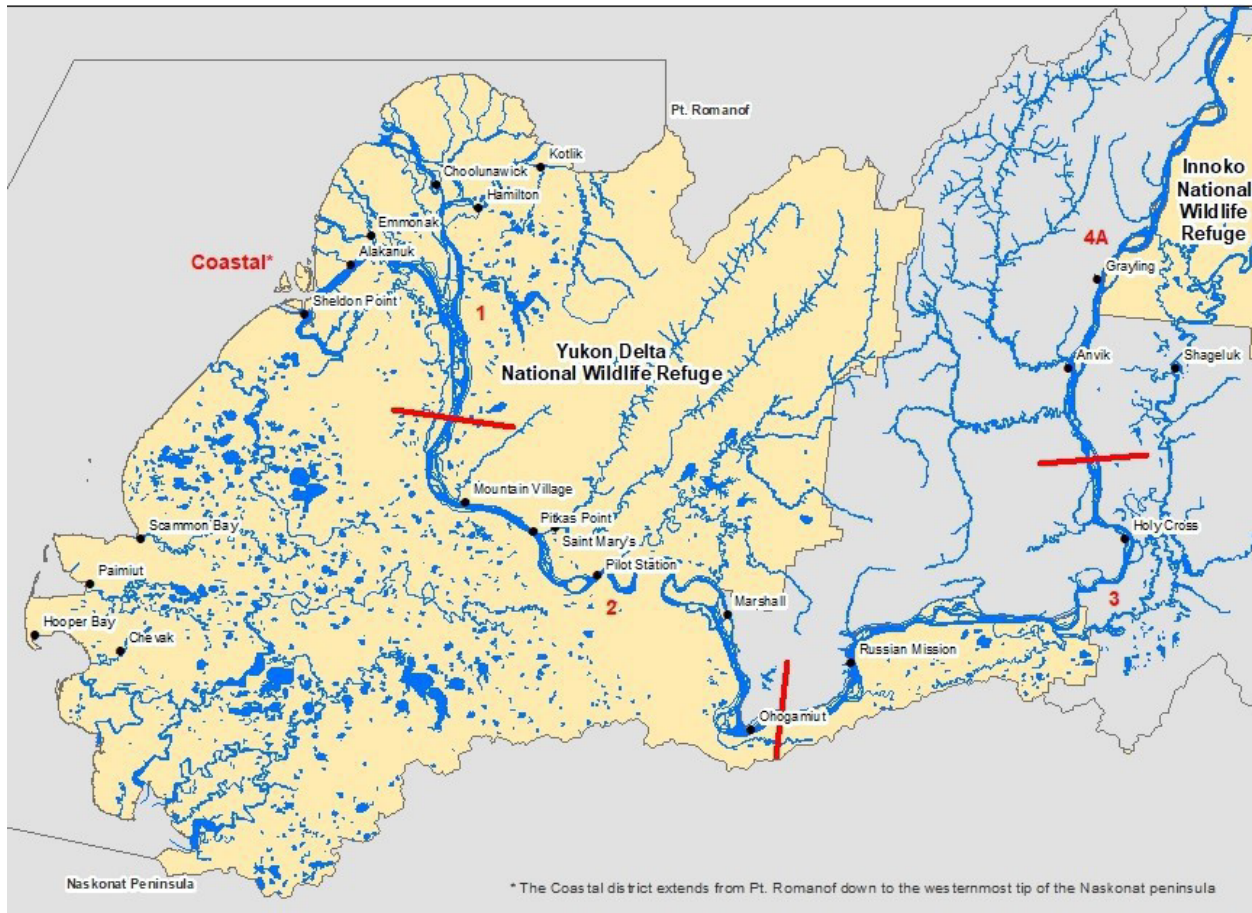 Pt. Romanof
Kotlik
Choolunawick
Hamilton
Innoko
National
Wildlife
Refuge
Emmonak
4A
Alakanuk
Coastal*
Grayling
Sheldon Point
1
Yukon Delta
National Wildlife Refuge
Anvik
Shageluk
Mountain Village
Pitkas Point
Scammon Bay
Saint Mary's
Holy Cross
Pilot Station
Paimiut
2
Marshall
3
Hooper Bay
Chevak
Russian Mission
Ohogamiut
Naskonat Peninsula
* The Coastal district extends from Pt. Romanof down to the westernmost tip of the Naskonat peninsula